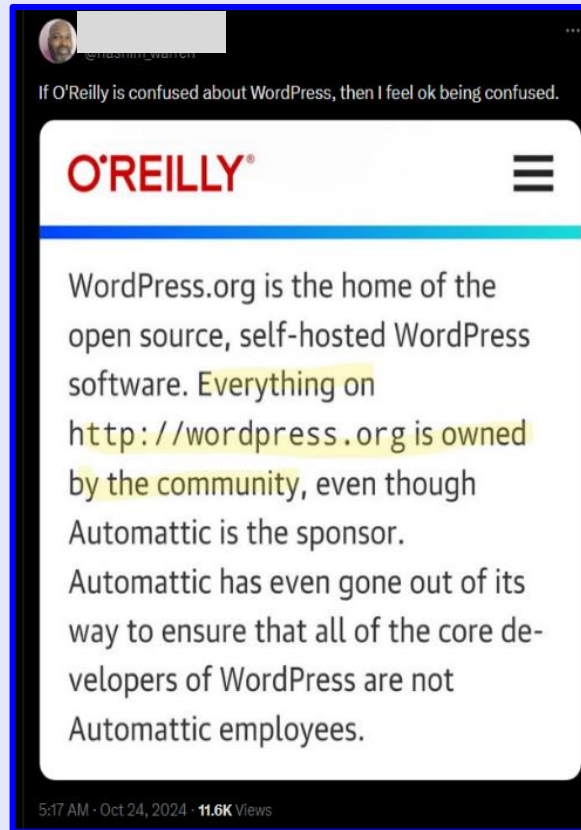 If O'Reilly is confused about WordPress, then I feel ok being confused.
O'REILLY®
WordPress.org is the home of the
open source, self-hosted WordPress
software. Everything on
http://wordpress.org is owned
by the community, even though
Automattic is the sponsor.
Automattic has even gone out of its
way to ensure that all of the core de-
velopers of WordPress are not
Automattic employees.
5:17 AM · Oct 24, 2024 · 11.6K Views